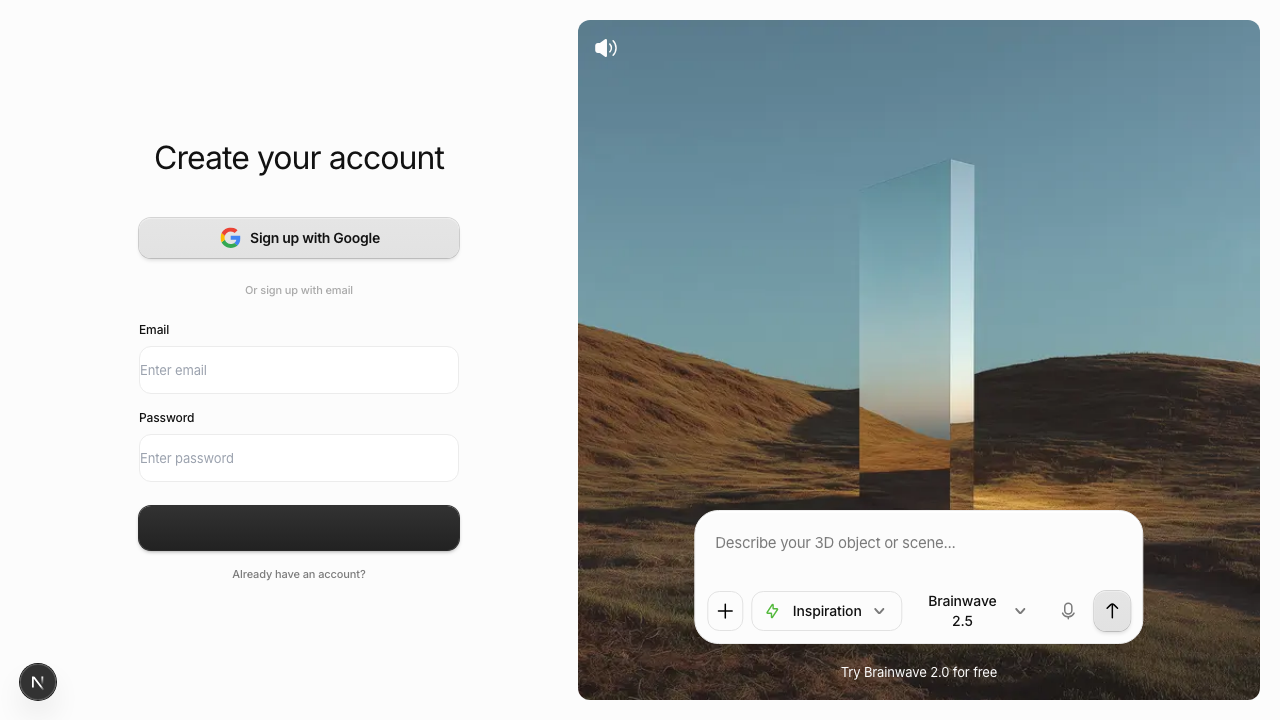 Create your account
Sign up with Google
Or sign up with email
Email
Enter email
Password
Enter password
Already have an account?
Describe your 3D object or scene...
Inspiration
Brainwave
2.5
Try Brainwave 2.0 for free
N